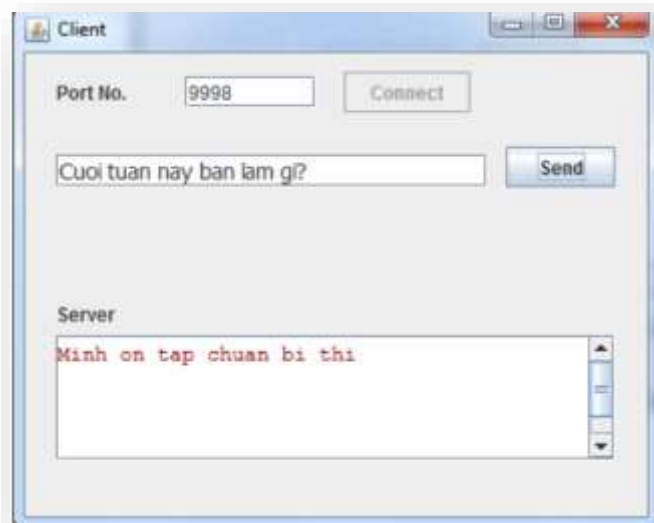 Client
Port No. 9998 Connect
Cuoi tuan nay ban lam gi? Send
Server
Minh on tap chuan bi thi